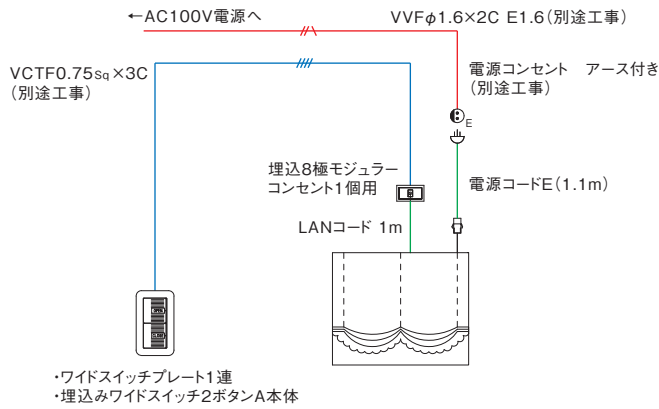 ←AC100V電源へ
VVFφ1.6×2C E1.6(別途工事)
VCTF0.75Sq×3C
(別途工事)
電源コンセント　アース付き
(別途工事)
E
埋込8極モジュラー
コンセント1個用
電源コードE(1.1m)
LANコード 1m
OPEN
CLOSE
・ワイドスイッチプレート1連
・埋込みワイドスイッチ2ボタンA本体